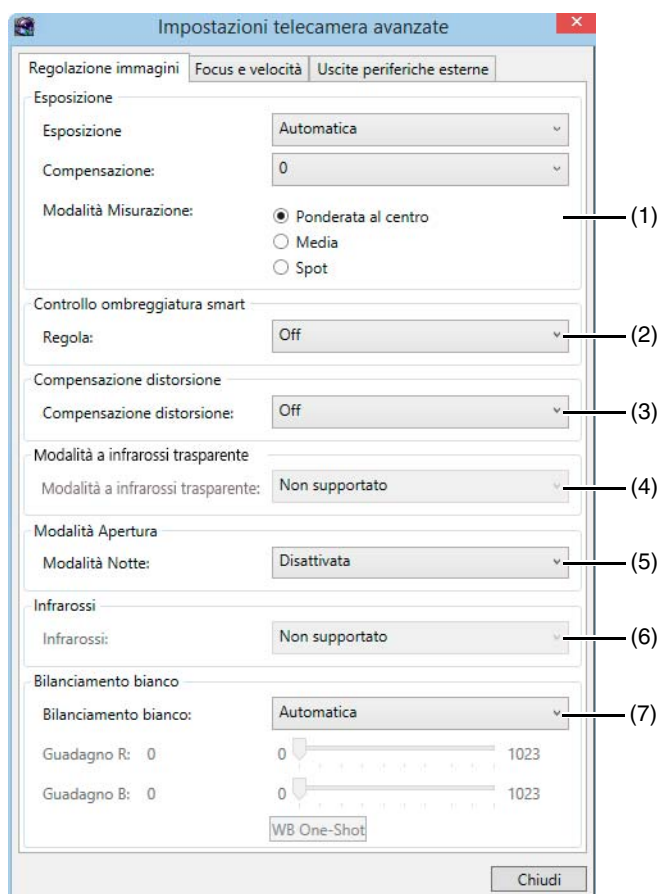 Impostazioni telecamera avanzate
Regolazione immagini Focus e velocità Uscite periferiche esterne
Esposizione
Esposizione Automatica
Compensazione: 0
Modalità Misurazione: Ponderata al centro (1)
Media
Spot
Controllo ombreggiatura smart
Regola: Off (2)
Compensazione distorsione
Compensazione distorsione: Off (3)
Modalità a infrarossi trasparente
Modalità a infrarossi trasparente: Non supportato (4)
Modalità Apertura
Modalità Notte: Disattivata (5)
Infrarossi
Infrarossi: Non supportato (6)
Bilanciamento bianco
Bilanciamento bianco: Automatica (7)
Guadagno R: 0 0 1023
Guadagno B: 0 0 1023
WB One-Shot
Chiudi